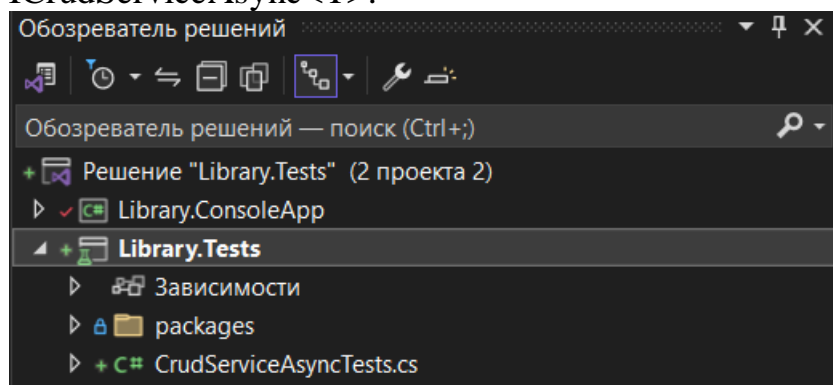 ICrudServiceAsync<T>.
Обозреватель решений
Обозреватель решений — поиск (Ctrl+;)
Решение "Library.Tests" (2 проекта 2)
C# Library.ConsoleApp
Library.Tests
Зависимости
packages
C# CrudServiceAsyncTests.cs